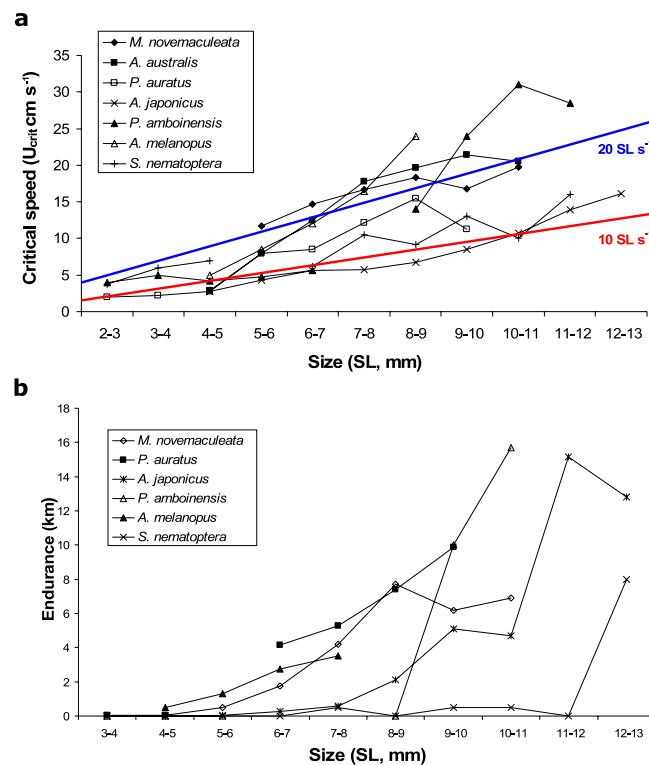 a
M. novemaculeata
A. australis
P. auratus
A. japonicus
P. amboinensis
A. melanopus
S. nematoptera
Critical speed (Ucrit cm s-1)
40
35
30
25
20
15
10
5
0
20 SL s-
10 SL s-
2-3 3-4 4-5 5-6 6-7 7-8 8-9 9-10 10-11 11-12 12-13
Size (SL, mm)
b
M. novemaculeata
P. auratus
A. japonicus
P. amboinensis
A. melanopus
S. nematoptera
Endurance (km)
18
16
14
12
10
8
6
4
2
0
3-4 4-5 5-6 6-7 7-8 8-9 9-10 10-11 11-12 12-13
Size (SL, mm)